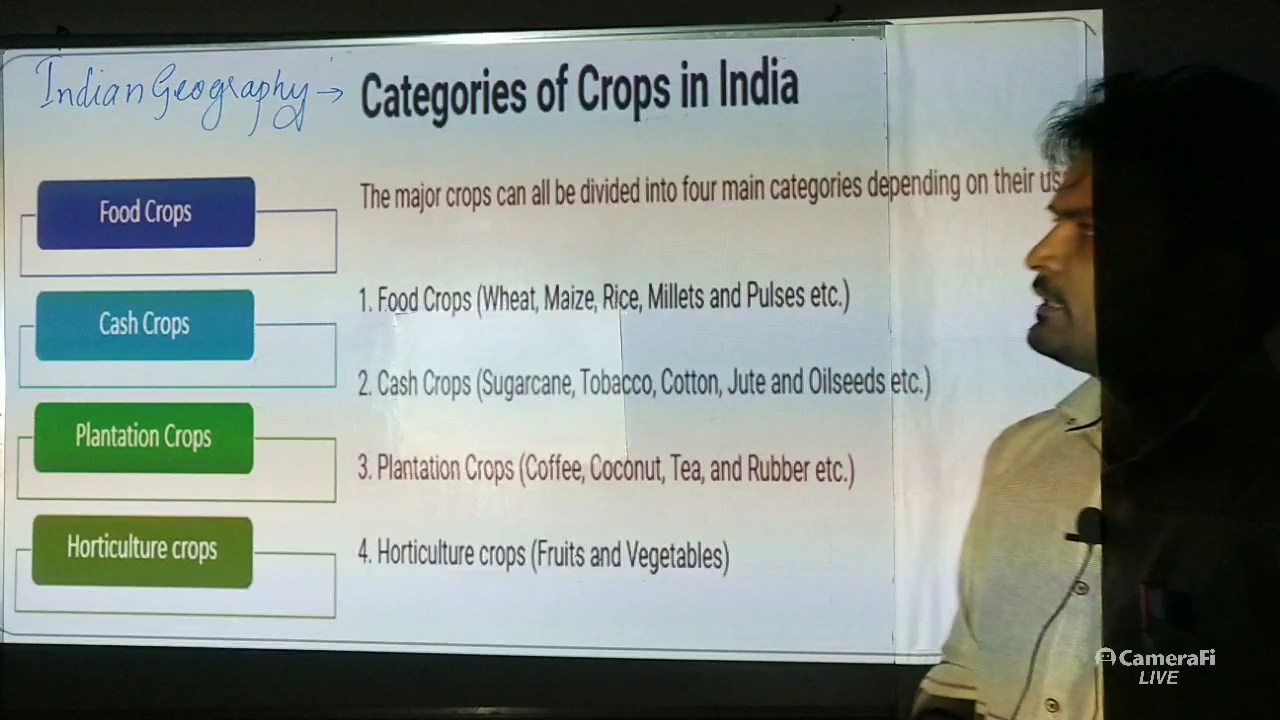 Indian Geography → Categories of Crops in India
The major crops can all be divided into four main categories depending on their
Food Crops
1. Food Crops (Wheat, Maize, Rice, Millets and Pulses etc.)
Cash Crops
2. Cash Crops (Sugarcane, Tobacco, Cotton, Jute and Oilseeds etc.)
Plantation Crops
3. Plantation Crops (Coffee, Coconut, Tea, and Rubber etc.)
Horticulture crops
4. Horticulture crops (Fruits and Vegetables)
CameraFi
LIVE